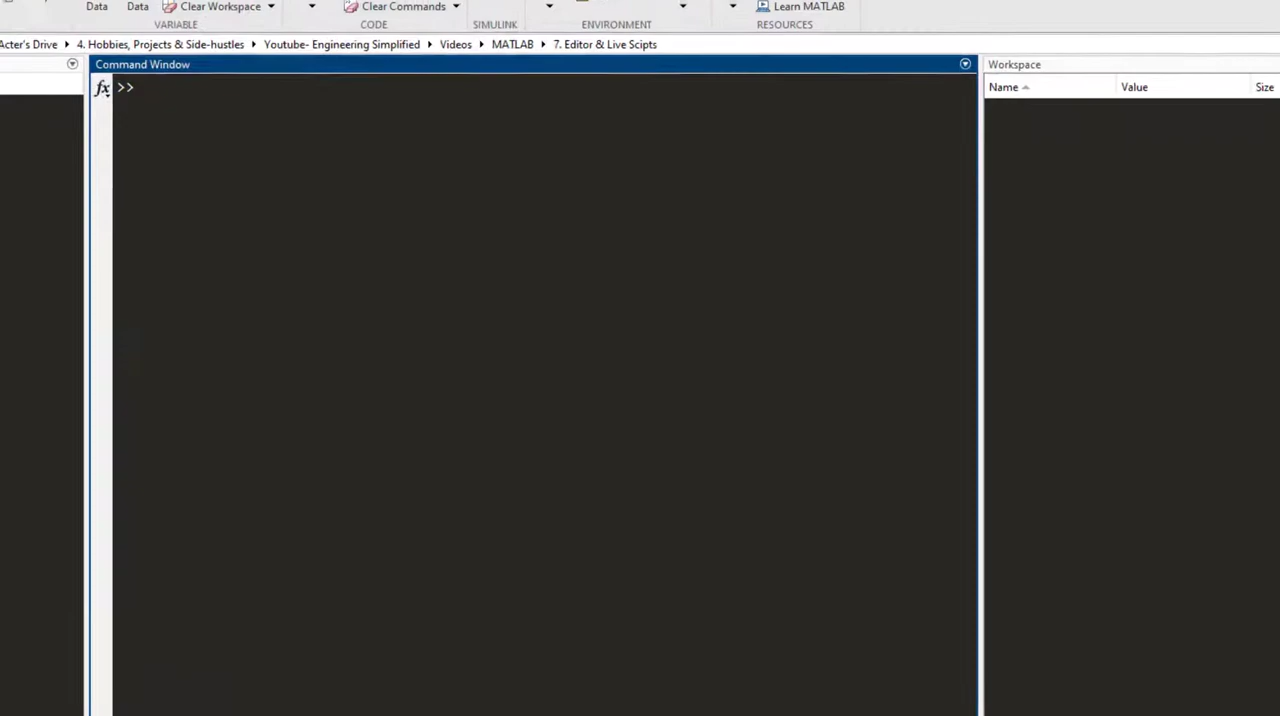 Data Data Clear Workspace Clear Commands Learn MATLAB
VARIABLE CODE SIMULINK ENVIRONMENT RESOURCES
Acter's Drive 4. Hobbies, Projects & Side-hustles Youtube- Engineering Simplified Videos MATLAB 7. Editor & Live Scipts
Command Window
Workspace
fx >>
Name Value Size